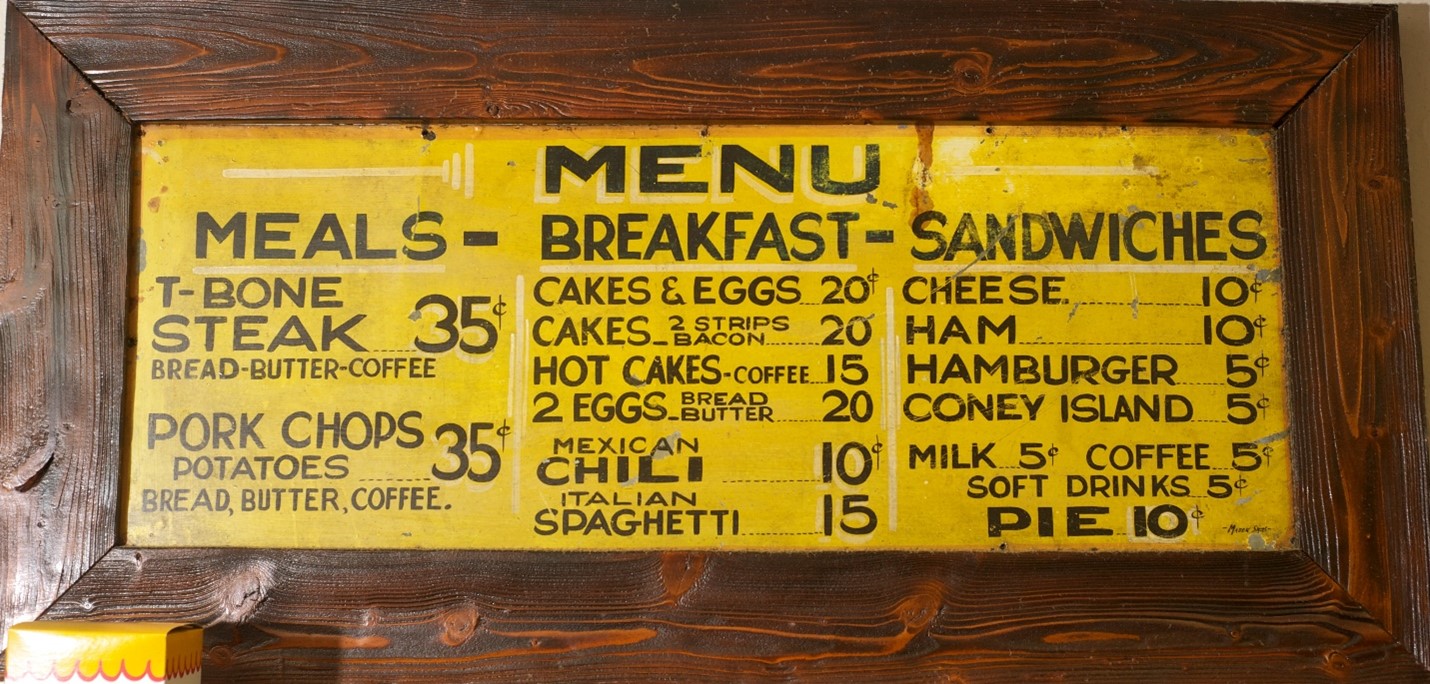 MENU
MEALS - BREAKFAST - SANDWICHES
T-BONE
STEAK 35¢
BREAD-BUTTER-COFFEE
PORK CHOPS 35¢
POTATOES
BREAD, BUTTER, COFFEE.
CAKES & EGGS 20¢
CAKES - 2 STRIPS BACON 20
HOT CAKES - COFFEE 15
2 EGGS - BREAD BUTTER 20
MEXICAN
CHILI 10¢
ITALIAN
SPAGHETTI 15
CHEESE 10¢
HAM 10¢
HAMBURGER 5¢
CONEY ISLAND 5¢
MILK 5¢ COFFEE 5¢
SOFT DRINKS 5¢
PIE 10¢